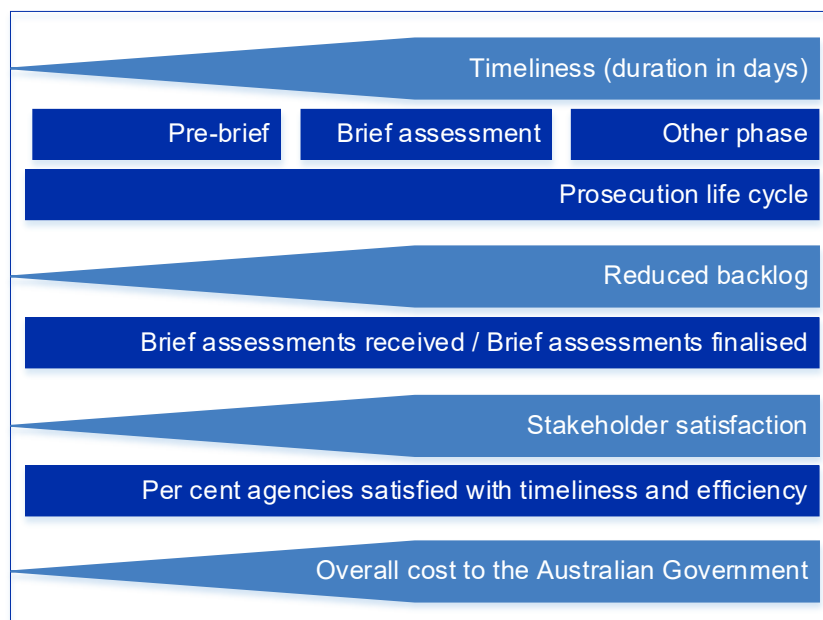 Timeliness (duration in days)
Pre-brief
Brief assessment
Other phase
Prosecution life cycle
Reduced backlog
Brief assessments received / Brief assessments finalised
Stakeholder satisfaction
Per cent agencies satisfied with timeliness and efficiency
Overall cost to the Australian Government